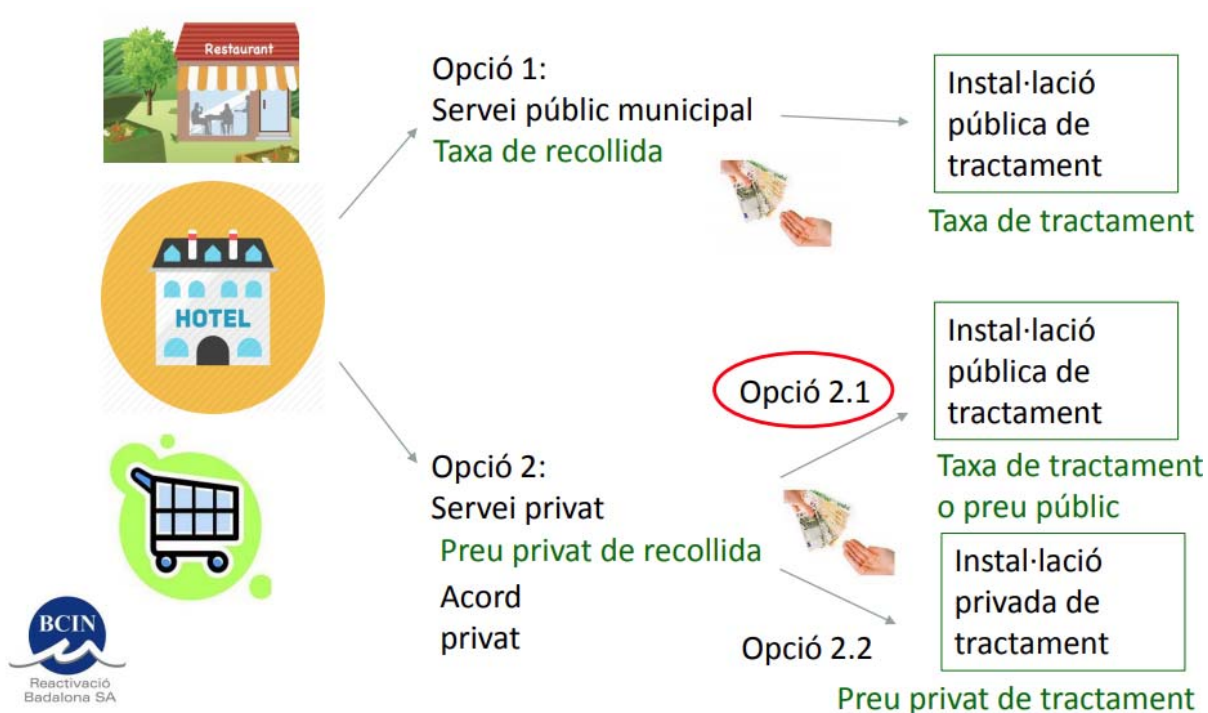 Restaurant
HOTEL
Opció 1:
Servei públic municipal
Taxa de recollida
Instal·lació
pública de
tractament
Taxa de tractament
Opció 2:
Servei privat
Preu privat de recollida
Acord
privat
Opció 2.1
Instal·lació
pública de
tractament
Taxa de tractament
o preu públic
Opció 2.2
Instal·lació
privada de
tractament
Preu privat de tractament
BCIN
Reactivació
Badalona SA